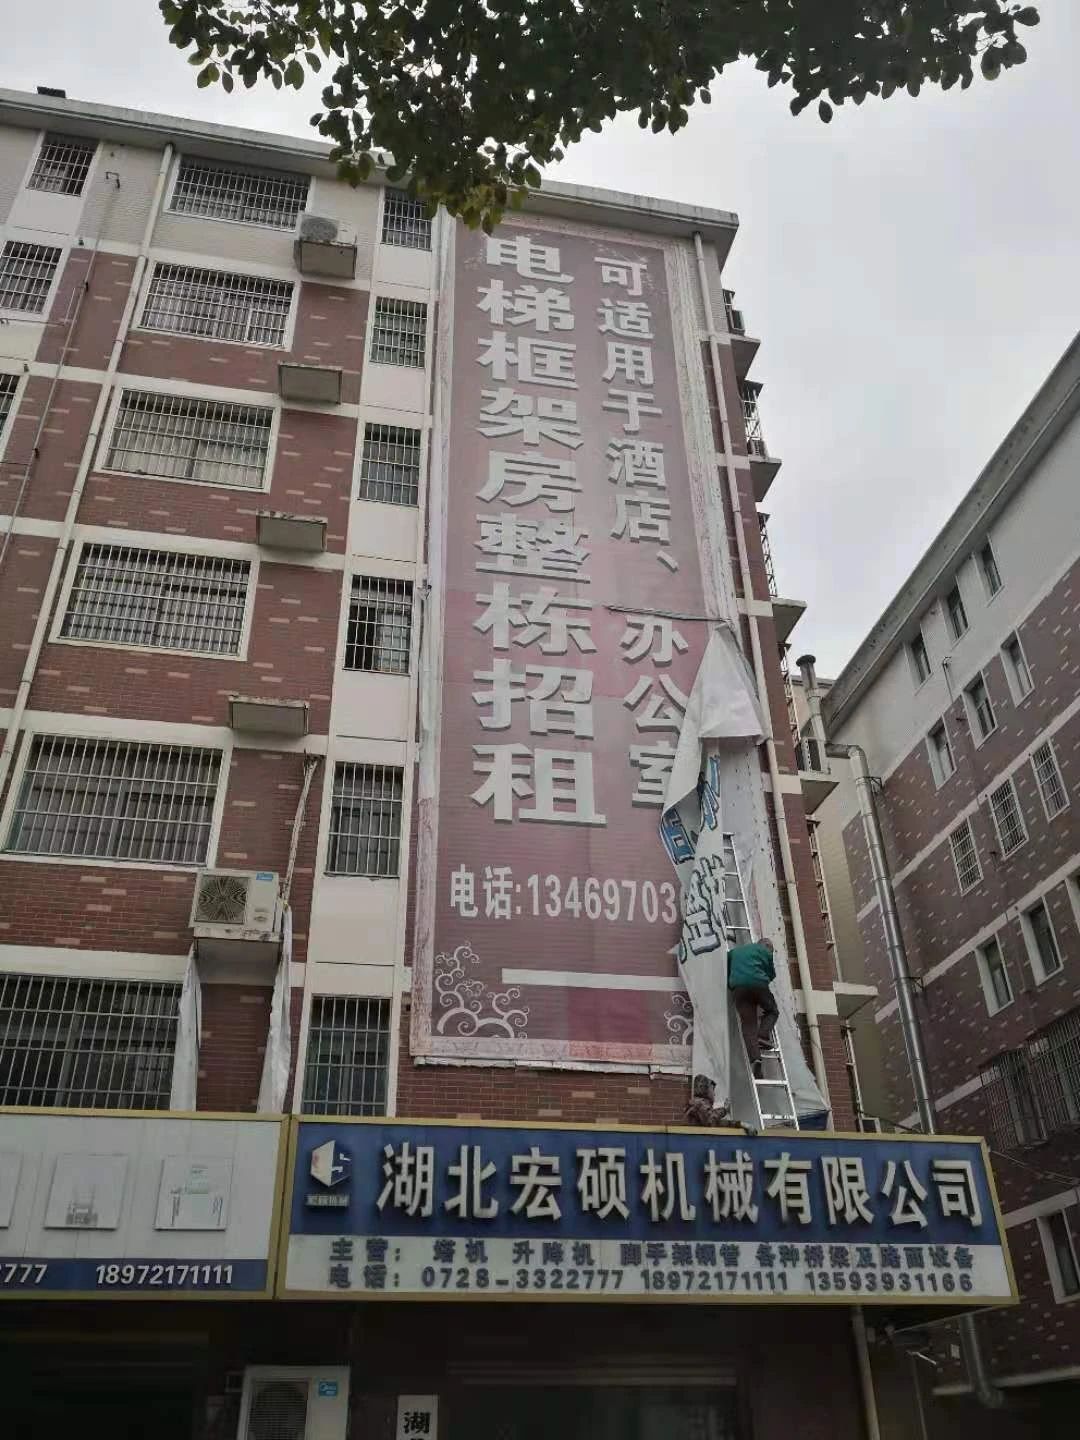 可适用于酒店、办公室
电梯框架房整栋招租
电话:134697030
湖北宏硕机械有限公司
主营: 塔机 升降机 脚手架钢管 各种桥梁及路面设备
电话: 0728-3322777 18972171111 13593931166
777 18972171111
湖